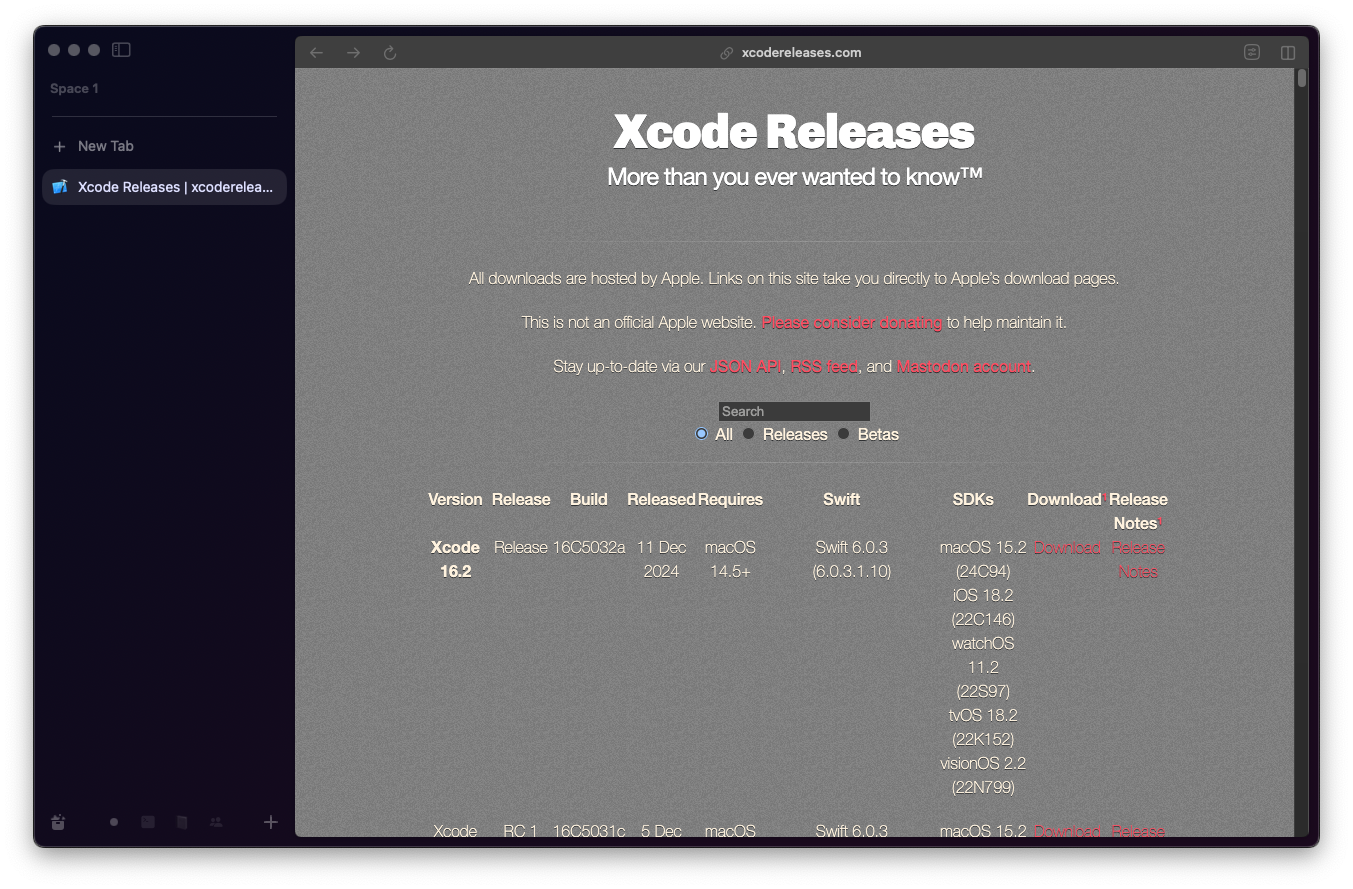 Space 1
New Tab
Xcode Releases | xcoderelea...
xcodereleases.com
Xcode Releases
More than you ever wanted to know™
All downloads are hosted by Apple. Links on this site take you directly to Apple's download pages.
This is not an official Apple website. Please consider donating to help maintain it.
Stay up-to-date via our JSON API, RSS feed, and Mastodon account.
Search
All Releases Betas
Version Release Build Released Requires Swift SDKs Download Release
Notes
Xcode Release 16C5032a 11 Dec macOS Swift 6.0.3 macOS 15.2 Download Release
16.2 2024 14.5+ (6.0.3.1.10) (24C94) Notes
iOS 18.2
(22C146)
watchOS
11.2
(22S97)
tvOS 18.2
(22K152)
visionOS 2.2
(22N799)
Xcode RC 1 16C5031c 5 Dec macOS Swift 6.0.3 macOS 15.2 Download Release